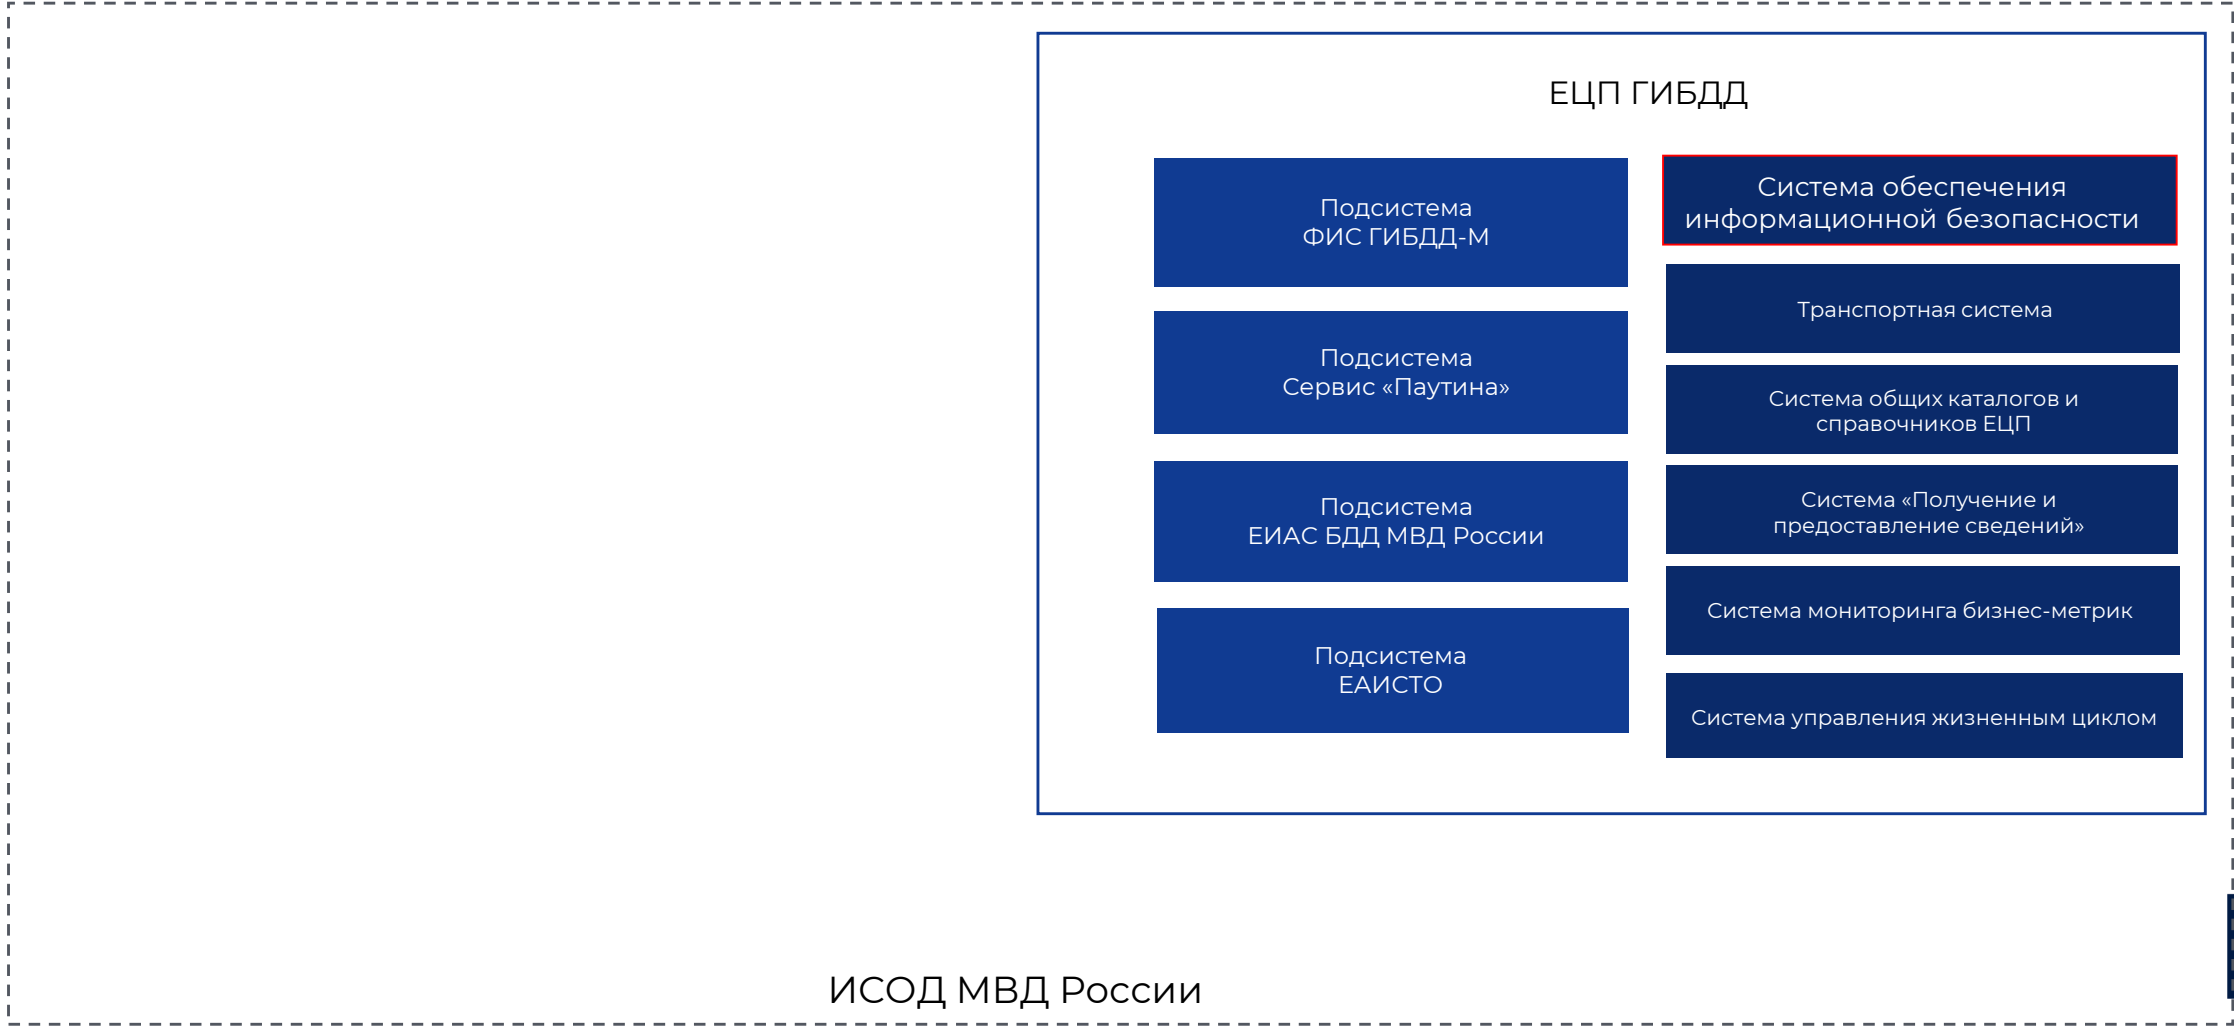 ЕЦП ГИБДД
Подсистема
ФИС ГИБДД-М
Подсистема
Сервис «Паутина»
Подсистема
ЕИАС БДД МВД России
Подсистема
ЕАИСТО
Система обеспечения
информационной безопасности
Транспортная система
Система общих каталогов и
справочников ЕЦП
Система «Получение и
предоставление сведений»
Система мониторинга бизнес-метрик
Система управления жизненным циклом
ИСОД МВД России